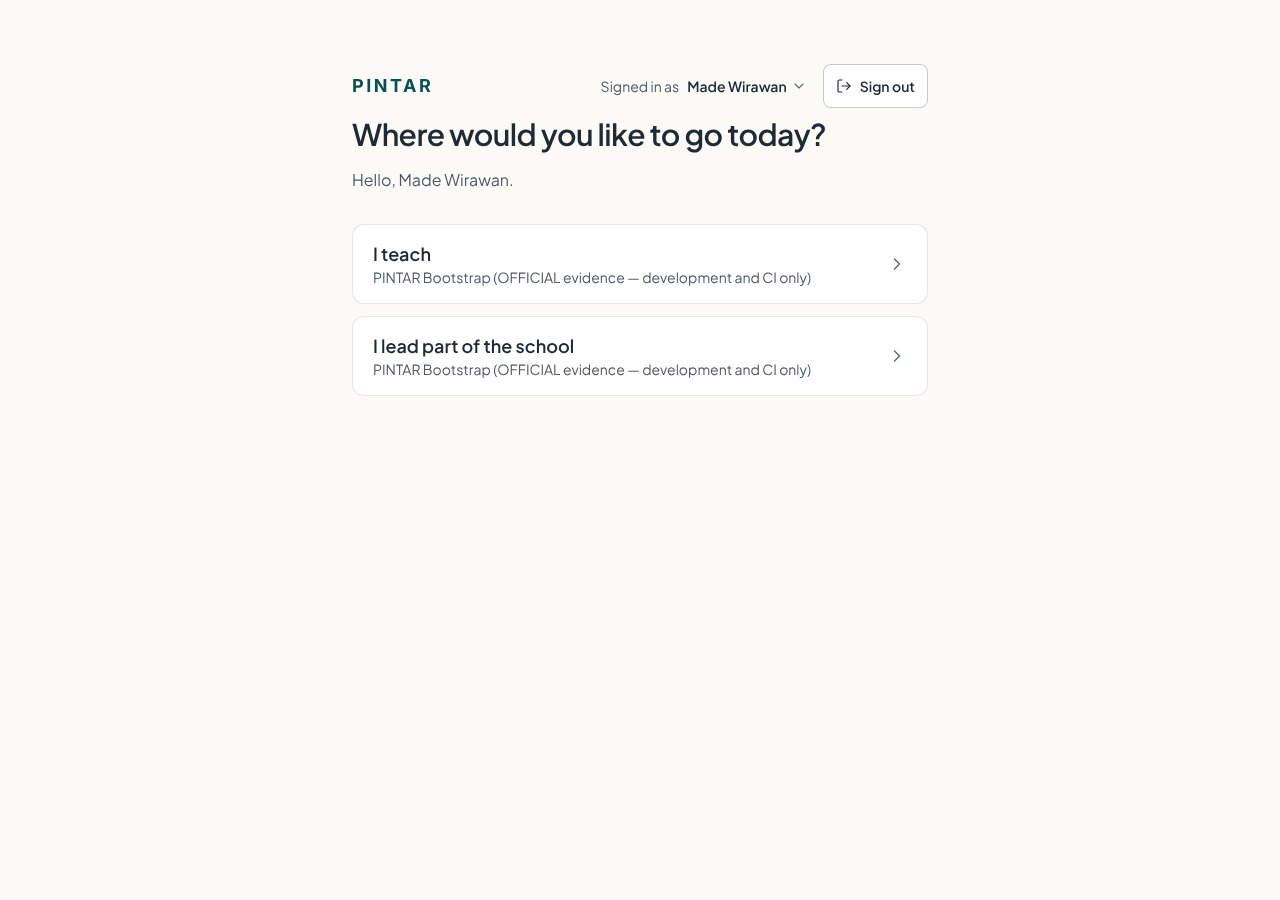 PINTAR
Signed in as Made Wirawan
Sign out
Where would you like to go today?
Hello, Made Wirawan.
I teach
PINTAR Bootstrap (OFFICIAL evidence — development and CI only)
I lead part of the school
PINTAR Bootstrap (OFFICIAL evidence — development and CI only)